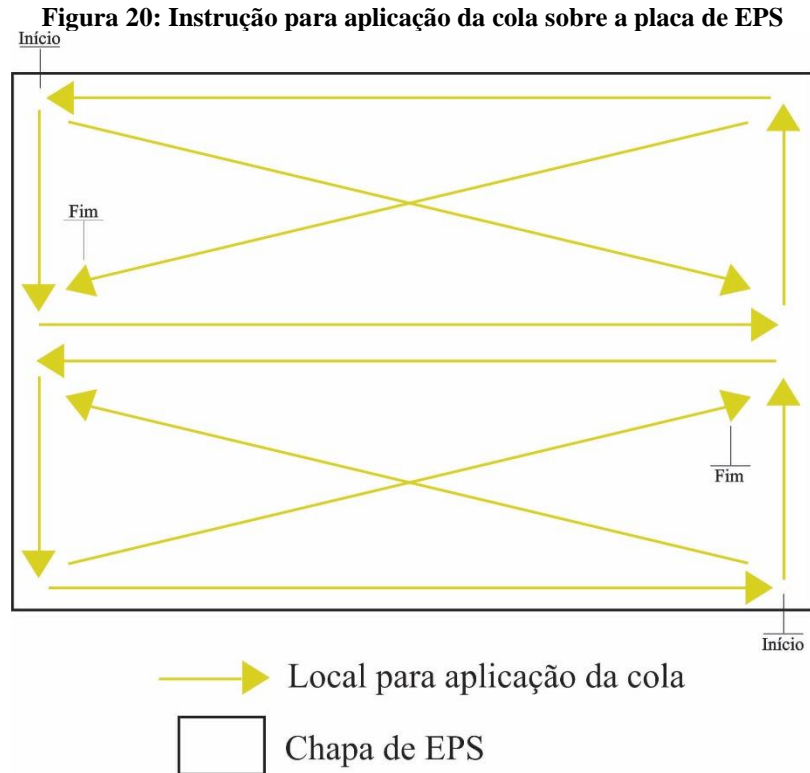 Figura 20: Instrução para aplicação da cola sobre a placa de EPS
Início
Fim
Fim
Início
Local para aplicação da cola
Chapa de EPS